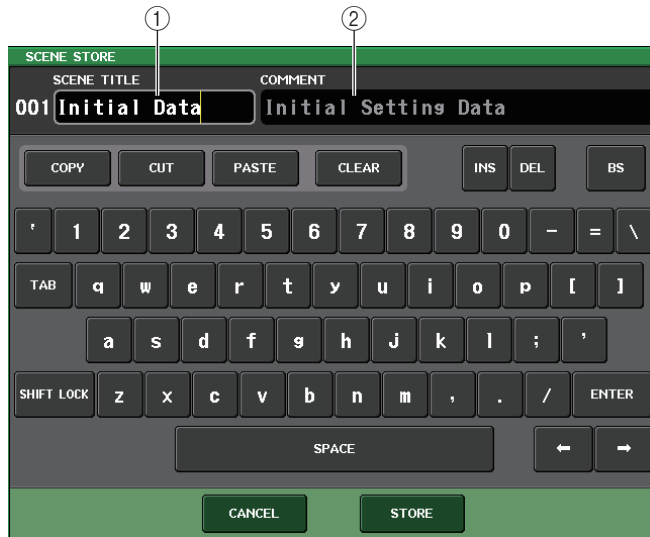 ① ②
SCENE STORE
SCENE TITLE COMMENT
001 Initial Data Initial Setting Data
COPY CUT PASTE CLEAR INS DEL BS
' 1 2 3 4 5 6 7 8 9 0 - = \
TAB q w e r t y u i o p [ ]
a s d f g h j k l ; '
SHIFT LOCK z x c v b n m , . / ENTER
SPACE ← →
CANCEL STORE